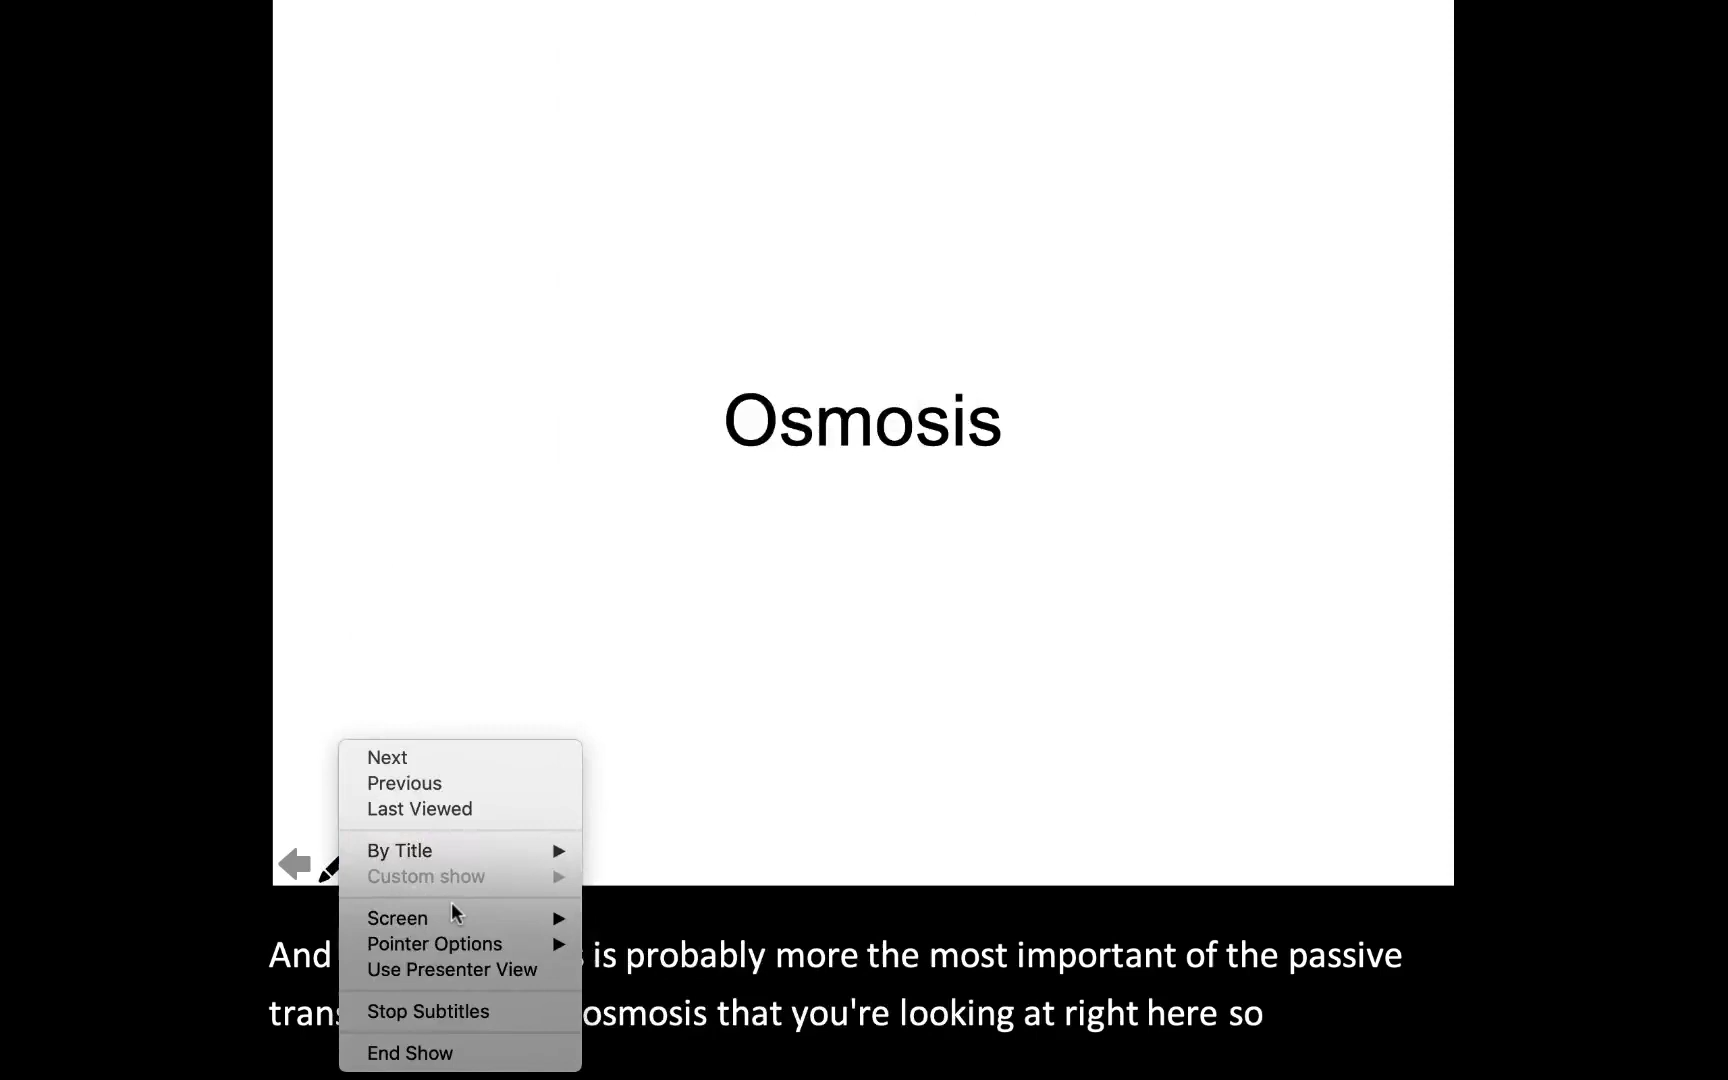 Osmosis
Next
Previous
Last Viewed
By Title
Custom show
Screen
Pointer Options
Use Presenter View
Stop Subtitles
End Show
And is probably more the most important of the passive
osmosis that you're looking at right here so